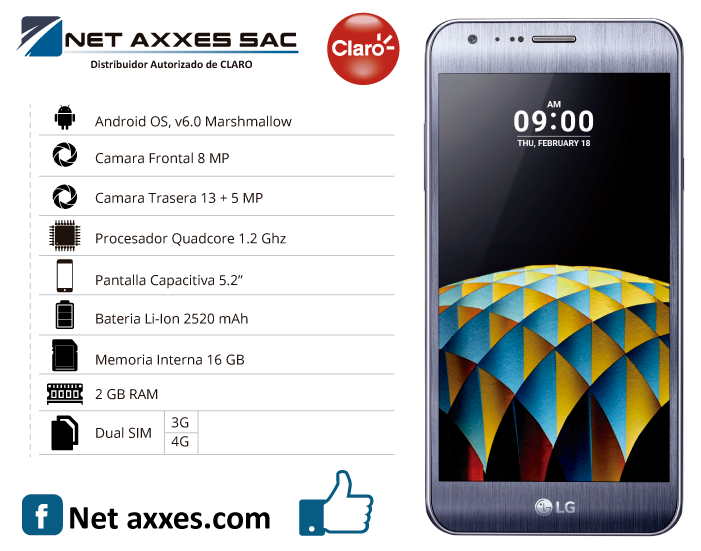 NET AXXES SAC
Distribuidor Autorizado de CLARO
Claro
Android OS, v6.0 Marshmallow
Camara Frontal 8 MP
Camara Trasera 13 + 5 MP
Procesador Quadcore 1.2 Ghz
Pantalla Capacitiva 5.2”
Bateria Li-Ion 2520 mAh
Memoria Interna 16 GB
2 GB RAM
Dual SIM
3G
4G
f Net axxes.com
AM
09:00
THU, FEBRUARY 18
LG